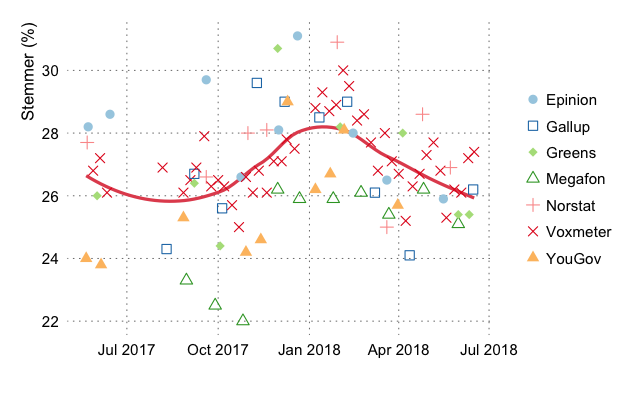 Stemmer (%)
30
28
26
24
22
Jul 2017
Oct 2017
Jan 2018
Apr 2018
Jul 2018
Epinion
Gallup
Greens
Megafon
Norstat
Voxmeter
YouGov